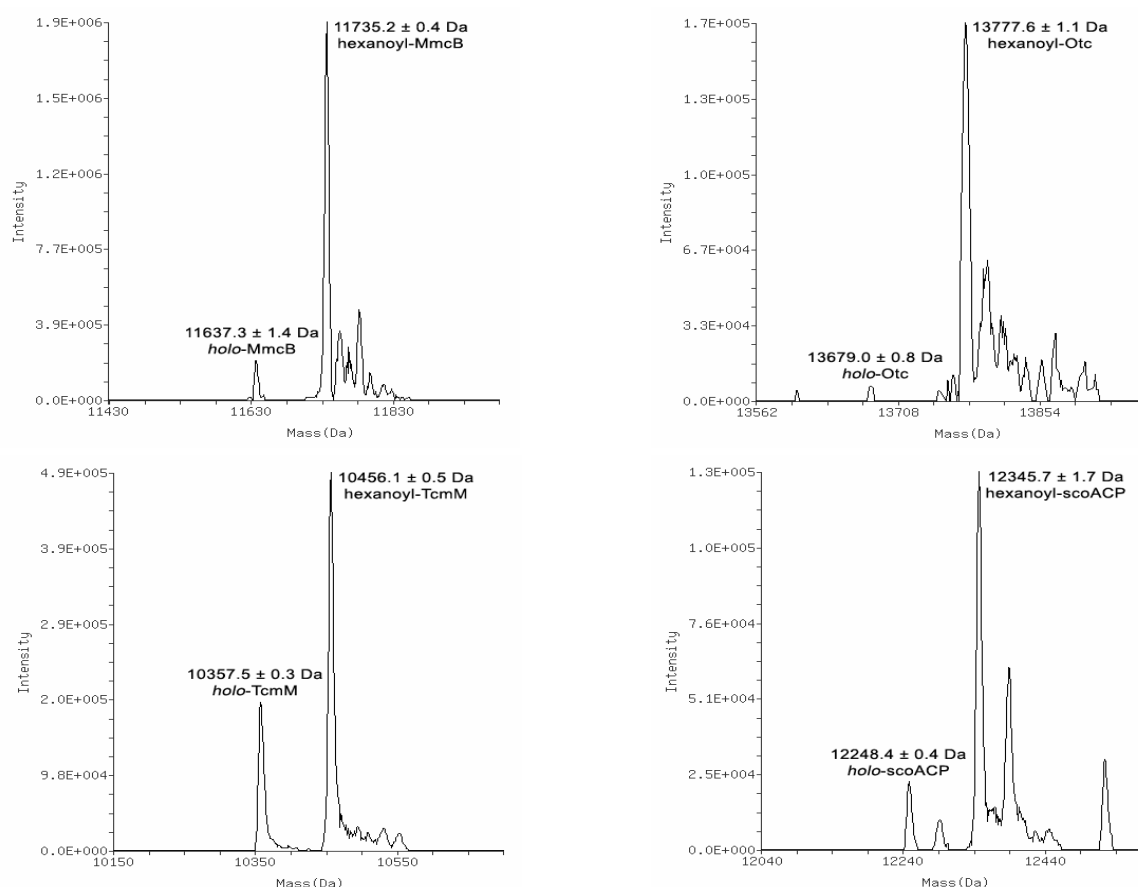 1.9E+006
1.5E+006
1.2E+006
7.7E+005
3.9E+005
0.0E+000
Intensity
11735.2 ± 0.4 Da
hexanoyl-MmcB
11637.3 ± 1.4 Da
holo-MmcB
11430
11630
11830
Mass(Da)
1.7E+005
1.3E+005
1.0E+005
6.7E+004
3.3E+004
0.0E+000
Intensity
13777.6 ± 1.1 Da
hexanoyl-Otc
13679.0 ± 0.8 Da
holo-Otc
13562
13708
13854
Mass(Da)
4.9E+005
3.9E+005
2.9E+005
2.0E+005
9.8E+004
0.0E+000
Intensity
10456.1 ± 0.5 Da
hexanoyl-TcmM
10357.5 ± 0.3 Da
holo-TcmM
10150
10350
10550
Mass(Da)
1.3E+005
1.0E+005
7.6E+004
5.1E+004
2.5E+004
0.0E+000
Intensity
12345.7 ± 1.7 Da
hexanoyl-scoACP
12248.4 ± 0.4 Da
holo-scoACP
12040
12240
12440
Mass(Da)